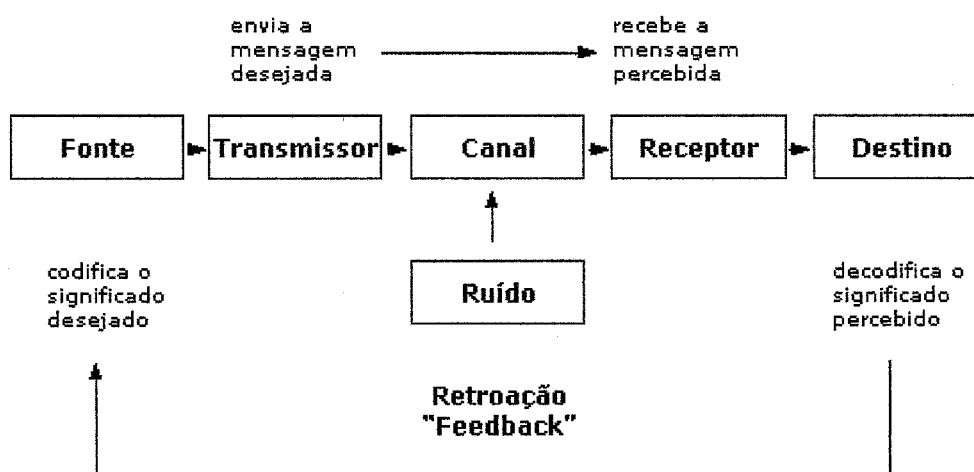 envia a
mensagem
desejada
recebe a
mensagem
percebida
Fonte
Transmissor
Canal
Receptor
Destino
codifica o
significado
desejado
Ruído
decodifica o
significado
percebido
Retroação
"Feedback"